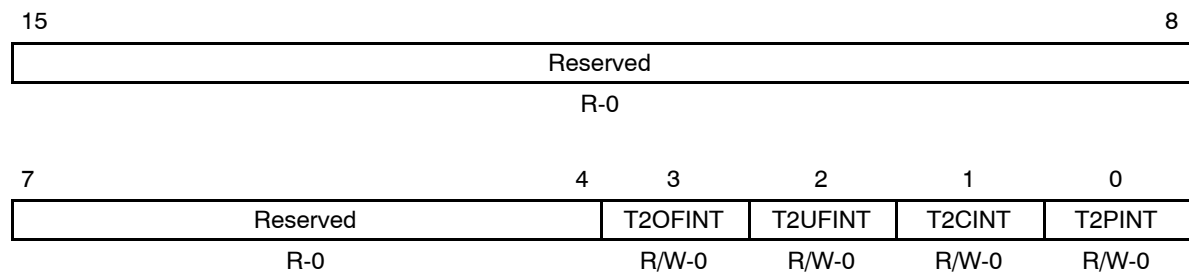 15 8
Reserved
R-0
7 4 3 2 1 0
Reserved T2OFINT T2UFINT T2CINT T2PINT
R-0 R/W-0 R/W-0 R/W-0 R/W-0